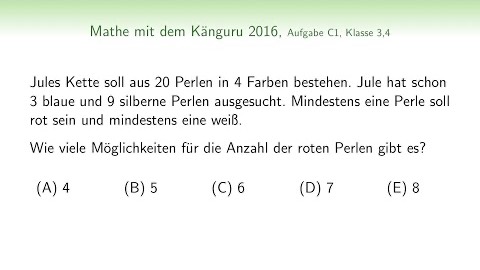 Mathe mit dem Känguru 2016, Aufgabe C1, Klasse 3,4
Jules Kette soll aus 20 Perlen in 4 Farben bestehen. Jule hat schon
3 blaue und 9 silberne Perlen ausgesucht. Mindestens eine Perle soll
rot sein und mindestens eine weiß.
Wie viele Möglichkeiten für die Anzahl der roten Perlen gibt es?
(A) 4 (B) 5 (C) 6 (D) 7 (E) 8